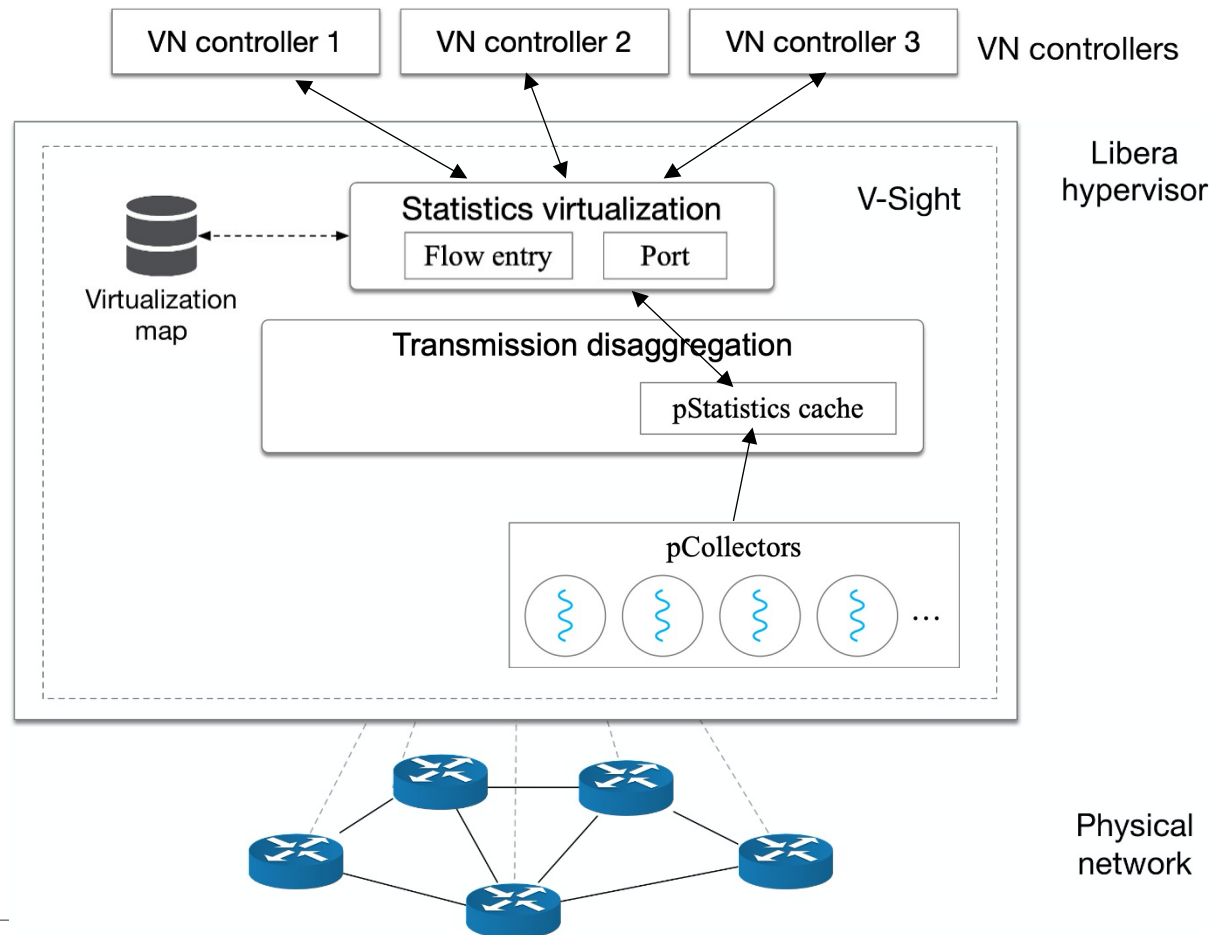 VN controller 1
VN controller 2
VN controller 3
VN controllers
Libera
hypervisor
V-Sight
Statistics virtualization
Flow entry
Port
Virtualization
map
Transmission disaggregation
pStatistics cache
pCollectors
...
Physical
network